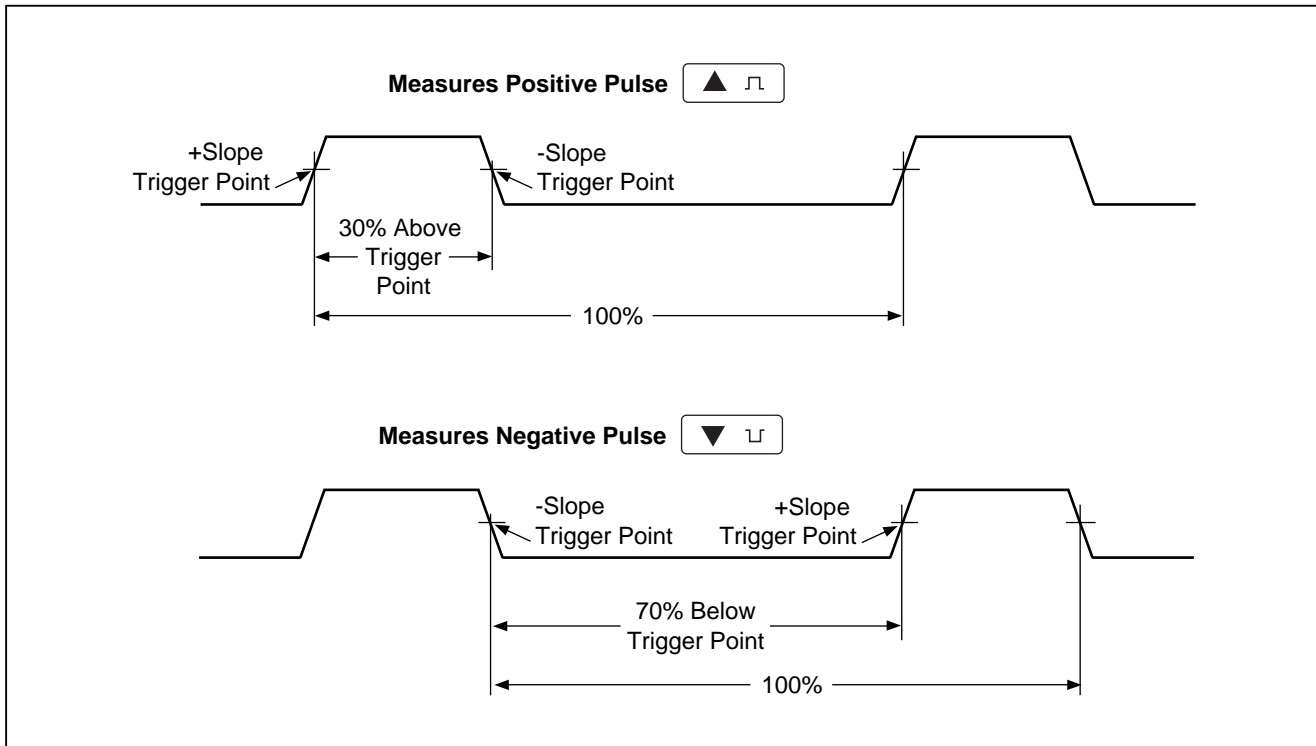 Measures Positive Pulse
+Slope
Trigger Point
-Slope
Trigger Point
30% Above
Trigger
Point
100%
Measures Negative Pulse
-Slope
Trigger Point
+Slope
Trigger Point
70% Below
Trigger Point
100%